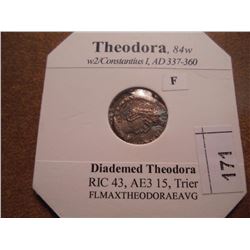 Theodora, 84w
w2/Constantius I, AD 337-360
F
171
Diademed Theodora
RIC 43, AE3 15, Trier
FLMAXTHEODORAEAVG